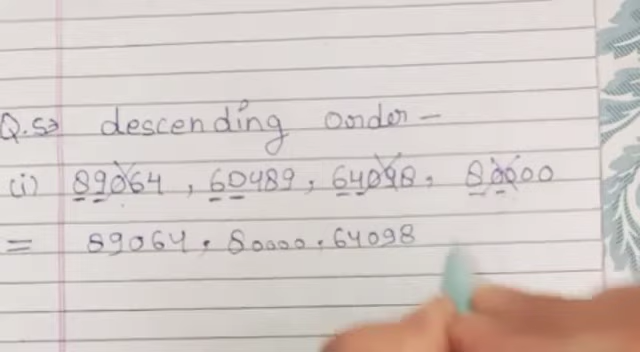 Q.5→ descending order -
(i) 89064, 60489, 64098, 80000
= 89064, 80000, 64098